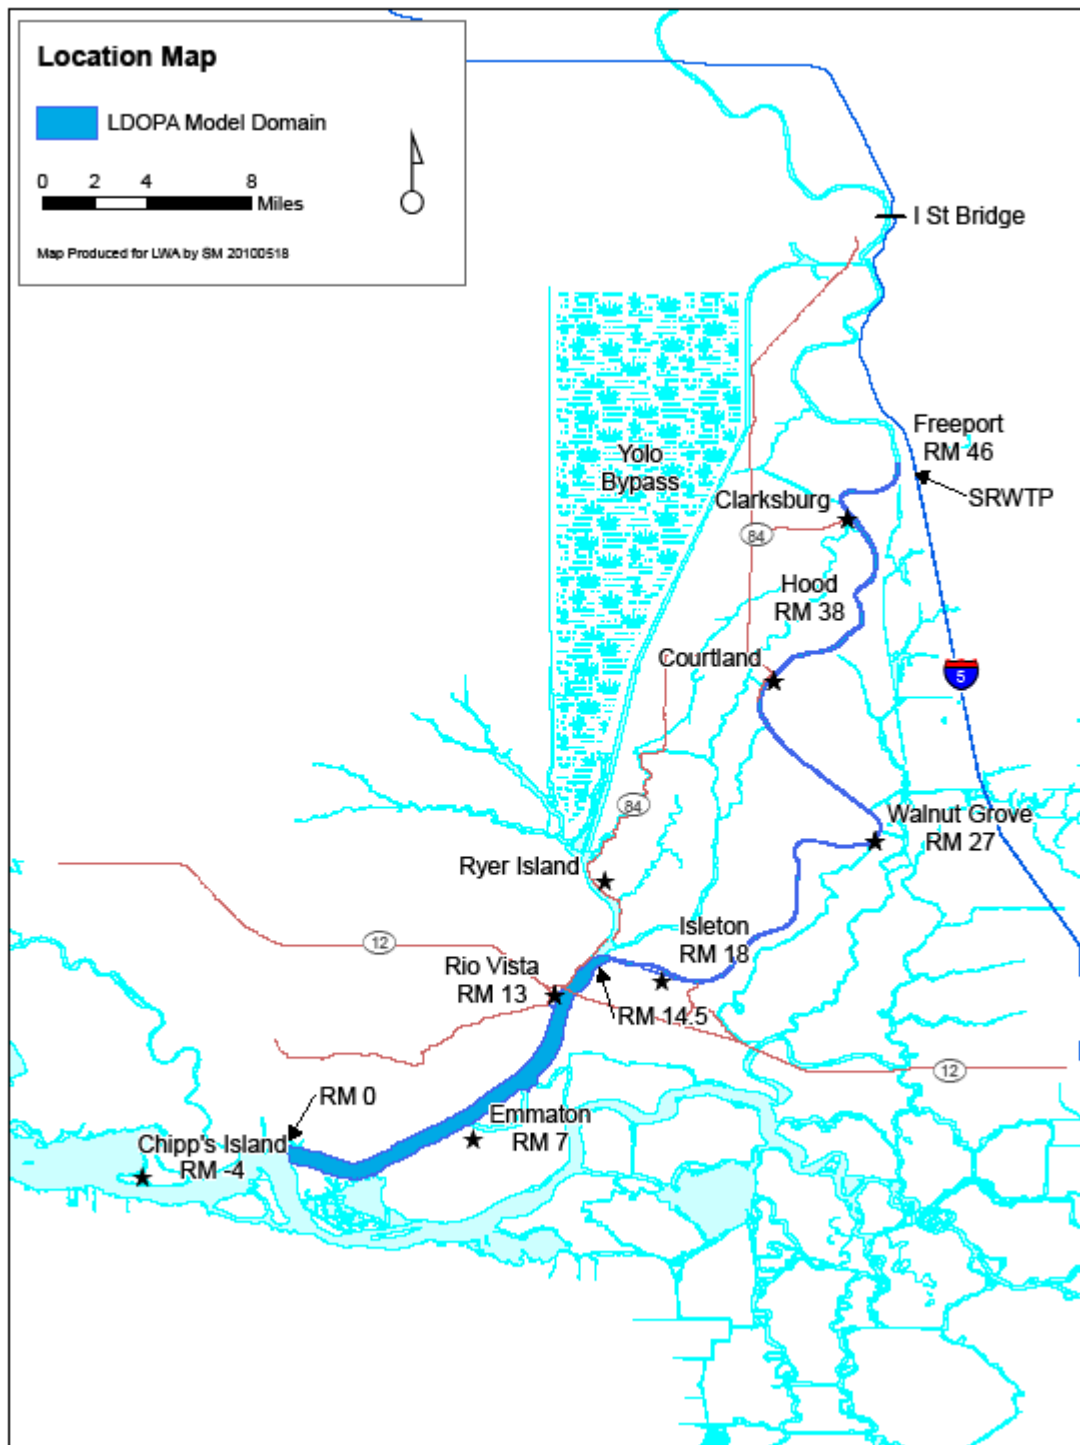 Location Map
LDOPA Model Domain
0 2 4 8
Miles
Map Produced for LWA by SM 20100518
I St Bridge
Freeport
RM 46
SRWTP
Yolo
Bypass
Clarksburg
84
Hood
RM 38
Courtland
5
84
Walnut Grove
RM 27
Ryer Island
Isleton
RM 18
12
Rio Vista
RM 13
RM 14.5
12
RM 0
Emmaton
RM 7
Chipp's Island
RM -4